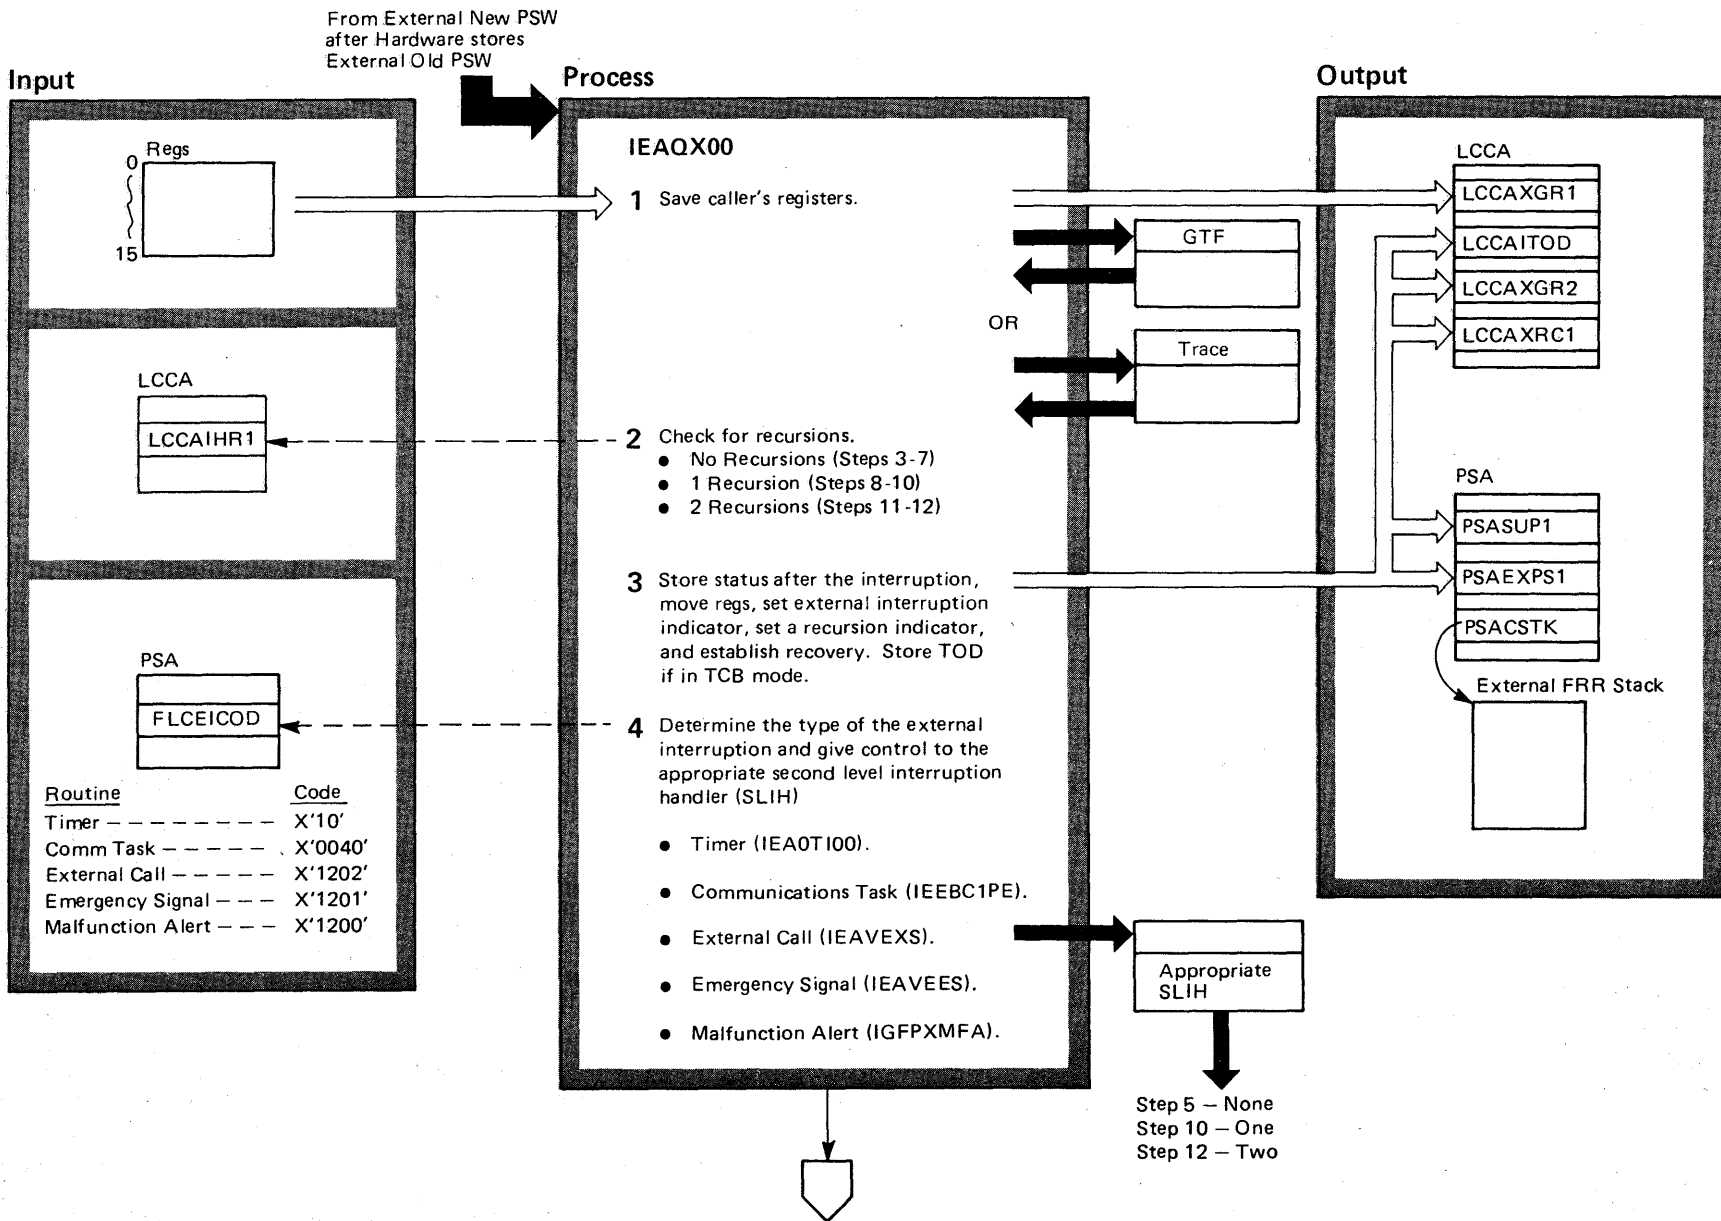 From External New PSW
after Hardware stores
External Old PSW
Input
Regs
0
15
LCCA
LCCAIHR1
PSA
FLCEICOD
Routine Code
Timer – – – – – – – – X'10'
Comm Task – – – – – X'0040'
External Call – – – – X'1202'
Emergency Signal – – – X'1201'
Malfunction Alert – – – X'1200'
Process
IEAQX00
1 Save caller's registers.
GTF
OR
Trace
2 Check for recursions.
● No Recursions (Steps 3-7)
● 1 Recursion (Steps 8-10)
● 2 Recursions (Steps 11-12)
3 Store status after the interruption,
move regs, set external interruption
indicator, set a recursion indicator,
and establish recovery. Store TOD
if in TCB mode.
4 Determine the type of the external
interruption and give control to the
appropriate second level interruption
handler (SLIH)
● Timer (IEA0TI00).
● Communications Task (IEEBC1PE).
● External Call (IEAVEXS).
● Emergency Signal (IEAVEES).
● Malfunction Alert (IGFPXMFA).
Appropriate
SLIH
Step 5 – None
Step 10 – One
Step 12 – Two
Output
LCCA
LCCAXGR1
LCCAITOD
LCCAXGR2
LCCAXRC1
PSA
PSASUP1
PSAEXPS1
PSACSTK
External FRR Stack